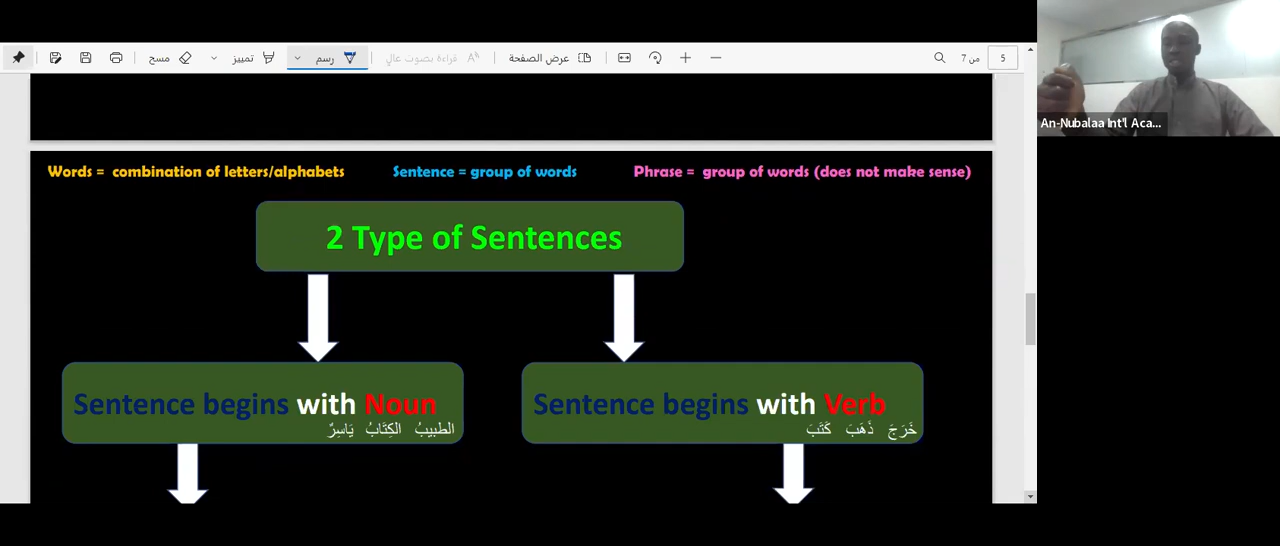 مسح
تمييز
رسم
قراءة بصوت عالٍ
عرض الصفحة
من 7
5
An-Nubalaa Int'l Aca...
Words = combination of letters/alphabets
Sentence = group of words
Phrase = group of words (does not make sense)
2 Type of Sentences
Sentence begins with Noun
الطبيبُ الكِتَابُ يَاسِرٌ
Sentence begins with Verb
خَرَجَ ذَهَبَ كَتَبَ